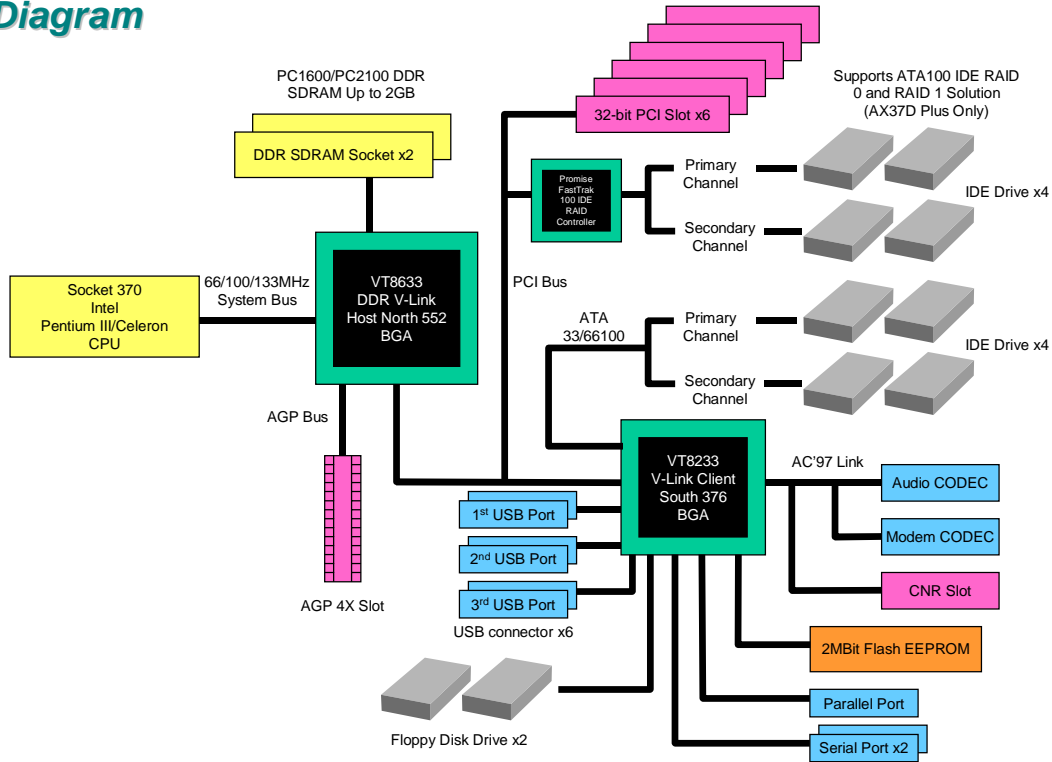 Diagram
PC1600/PC2100 DDR
SDRAM Up to 2GB
DDR SDRAM Socket x2
32-bit PCI Slot x6
Supports ATA100 IDE RAID
0 and RAID 1 Solution
(AX37D Plus Only)
Promise
FastTrak
100 IDE
RAID
Controller
Primary
Channel
Secondary
Channel
IDE Drive x4
Socket 370
Intel
Pentium III/Celeron
CPU
66/100/133MHz
System Bus
VT8633
DDR V-Link
Host North 552
BGA
PCI Bus
ATA
33/66100
Primary
Channel
Secondary
Channel
IDE Drive x4
AGP Bus
AGP 4X Slot
VT8233
V-Link Client
South 376
BGA
AC'97 Link
Audio CODEC
Modem CODEC
CNR Slot
1st USB Port
2nd USB Port
3rd USB Port
USB connector x6
2MBit Flash EEPROM
Parallel Port
Serial Port x2
Floppy Disk Drive x2